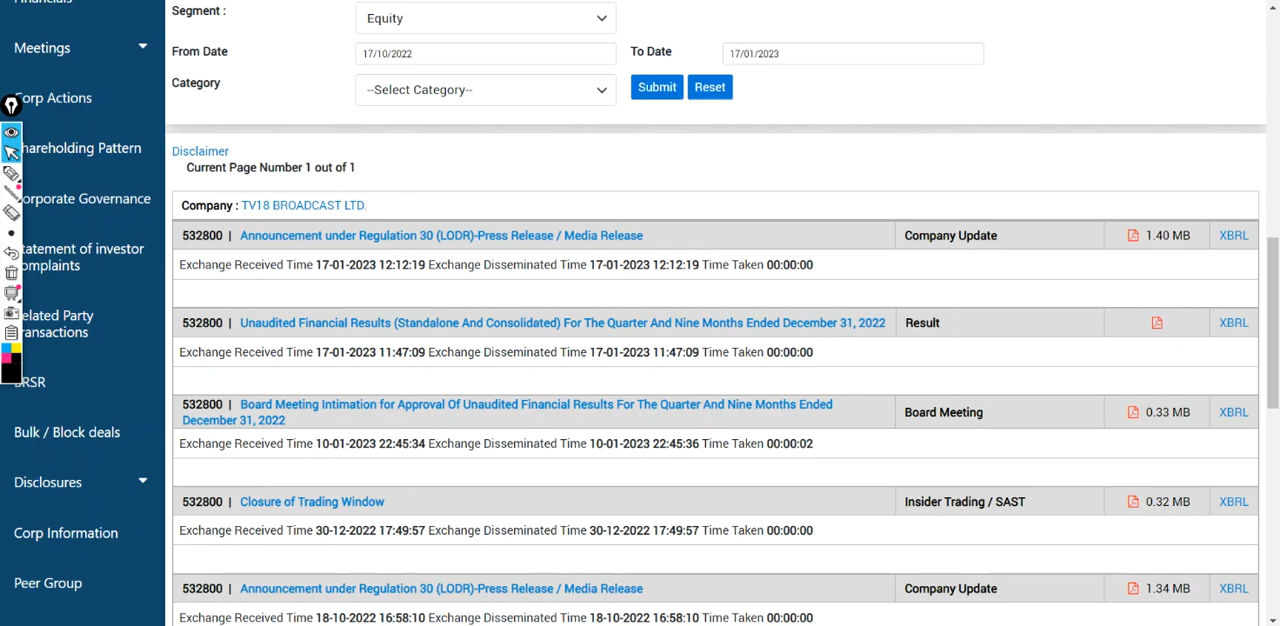 Financials
Meetings
Corp Actions
hareholding Pattern
orporate Governance
tatement of investor
omplaints
elated Party
ransactions
BRSR
Bulk / Block deals
Disclosures
Corp Information
Peer Group
Segment :
Equity
From Date
17/10/2022
To Date
17/01/2023
Category
--Select Category--
Submit
Reset
Disclaimer
Current Page Number 1 out of 1
Company : TV18 BROADCAST LTD.
532800 | Announcement under Regulation 30 (LODR)-Press Release / Media Release Company Update 1.40 MB XBRL
Exchange Received Time 17-01-2023 12:12:19 Exchange Disseminated Time 17-01-2023 12:12:19 Time Taken 00:00:00
532800 | Unaudited Financial Results (Standalone And Consolidated) For The Quarter And Nine Months Ended December 31, 2022 Result XBRL
Exchange Received Time 17-01-2023 11:47:09 Exchange Disseminated Time 17-01-2023 11:47:09 Time Taken 00:00:00
532800 | Board Meeting Intimation for Approval Of Unaudited Financial Results For The Quarter And Nine Months Ended
December 31, 2022 Board Meeting 0.33 MB XBRL
Exchange Received Time 10-01-2023 22:45:34 Exchange Disseminated Time 10-01-2023 22:45:36 Time Taken 00:00:02
532800 | Closure of Trading Window Insider Trading / SAST 0.32 MB XBRL
Exchange Received Time 30-12-2022 17:49:57 Exchange Disseminated Time 30-12-2022 17:49:57 Time Taken 00:00:00
532800 | Announcement under Regulation 30 (LODR)-Press Release / Media Release Company Update 1.34 MB XBRL
Exchange Received Time 18-10-2022 16:58:10 Exchange Disseminated Time 18-10-2022 16:58:10 Time Taken 00:00:00